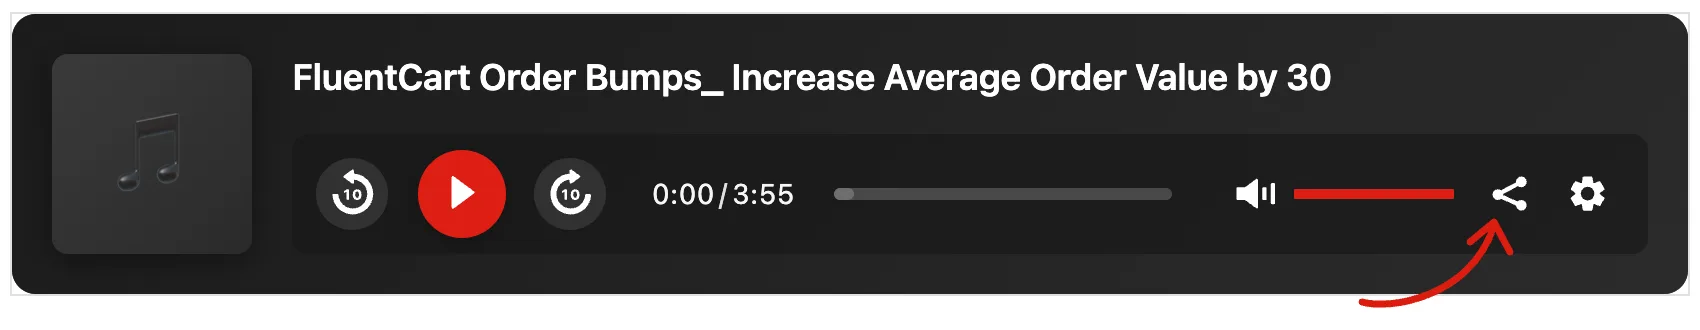 FluentCart Order Bumps_ Increase Average Order Value by 30
10 10 0:00/3:55